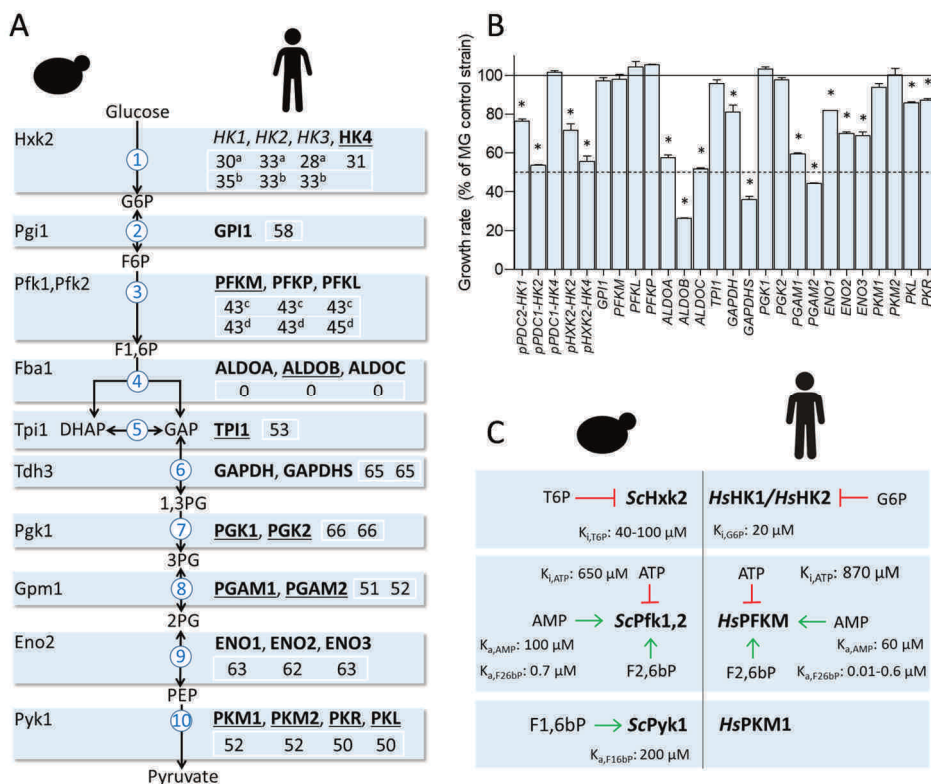 A
Glucose
Hxk2
HK1, HK2, HK3, HK4
30a 33a 28a 31
35b 33b 33b
1
G6P
Pgi1
2
GPI1 58
F6P
Pfk1,Pfk2
3
PFKM, PFKP, PFKL
43c 43c 43c
43d 43d 45d
F1,6P
Fba1
4
ALDOA, ALDOB, ALDOC
0 0 0
Tpi1 DHAP 5 GAP
TPI1 53
Tdh3
6
GAPDH, GAPDHS 65 65
1,3PG
Pgk1
7
PGK1, PGK2 66 66
3PG
Gpm1
8
PGAM1, PGAM2 51 52
2PG
Eno2
9
ENO1, ENO2, ENO3
63 62 63
PEP
Pyk1
10
PKM1, PKM2, PKR, PKL
52 52 50 50
Pyruvate
B
Growth rate (% of MG control strain)
100
80
60
40
20
0
* * * * * * * * * * * * * * * *
pPDC2-HK1
pPDC1-HK2
pPDC1-HK4
pHXK2-HK2
pHXK2-HK4
GPI1
PFKM
PFKL
PFKP
ALDOA
ALDOB
ALDOC
TPI1
GAPDH
GAPDHS
PGK1
PGK2
PGAM1
PGAM2
ENO1
ENO2
ENO3
PKM1
PKM2
PKL
PKR
C
T6P ScHxk2 HsHK1/HsHK2 G6P
Ki,T6P: 40-100 µM Ki,G6P: 20 µM
Ki,ATP: 650 µM ATP ATP Ki,ATP: 870 µM
AMP ScPfk1,2 HsPFKM AMP
Ka,AMP: 100 µM Ka,AMP: 60 µM
Ka,F26bP: 0.7 µM F2,6bP F2,6bP Ka,F26bP: 0.01-0.6 µM
F1,6bP ScPyk1 HsPKM1
Ka,F16bP: 200 µM